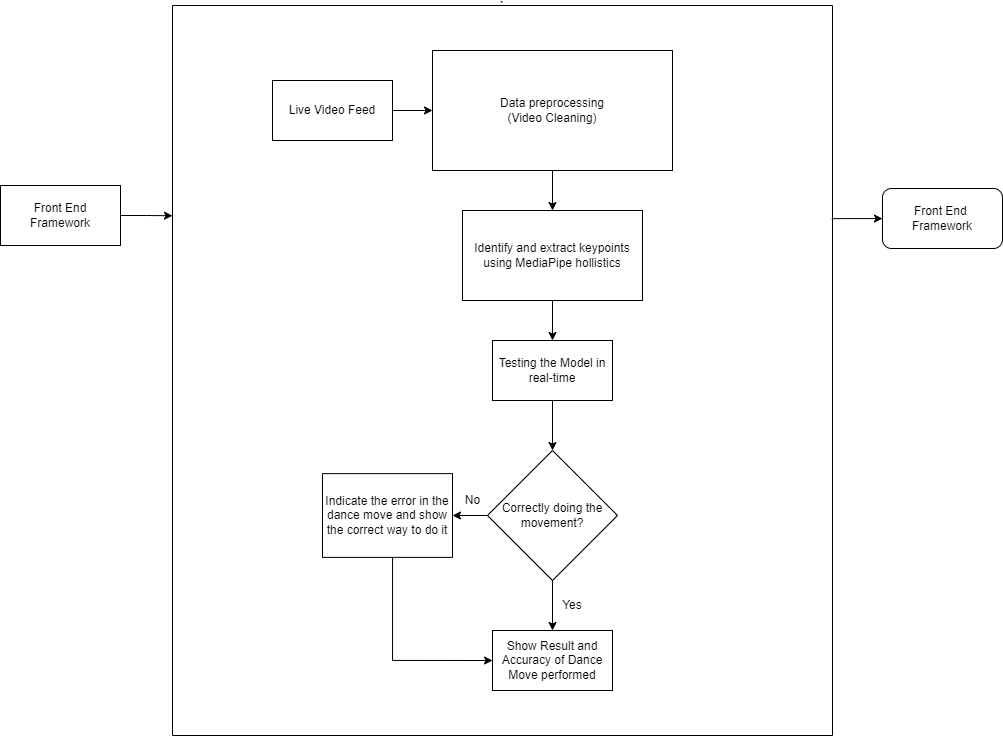 Live Video Feed
Data preprocessing
(Video Cleaning)
Front End
Framework
Identify and extract keypoints
using MediaPipe hollistics
Front End
Framework
Testing the Model in
real-time
Correctly doing the
movement?
No
Indicate the error in the
dance move and show
the correct way to do it
Yes
Show Result and
Accuracy of Dance
Move performed